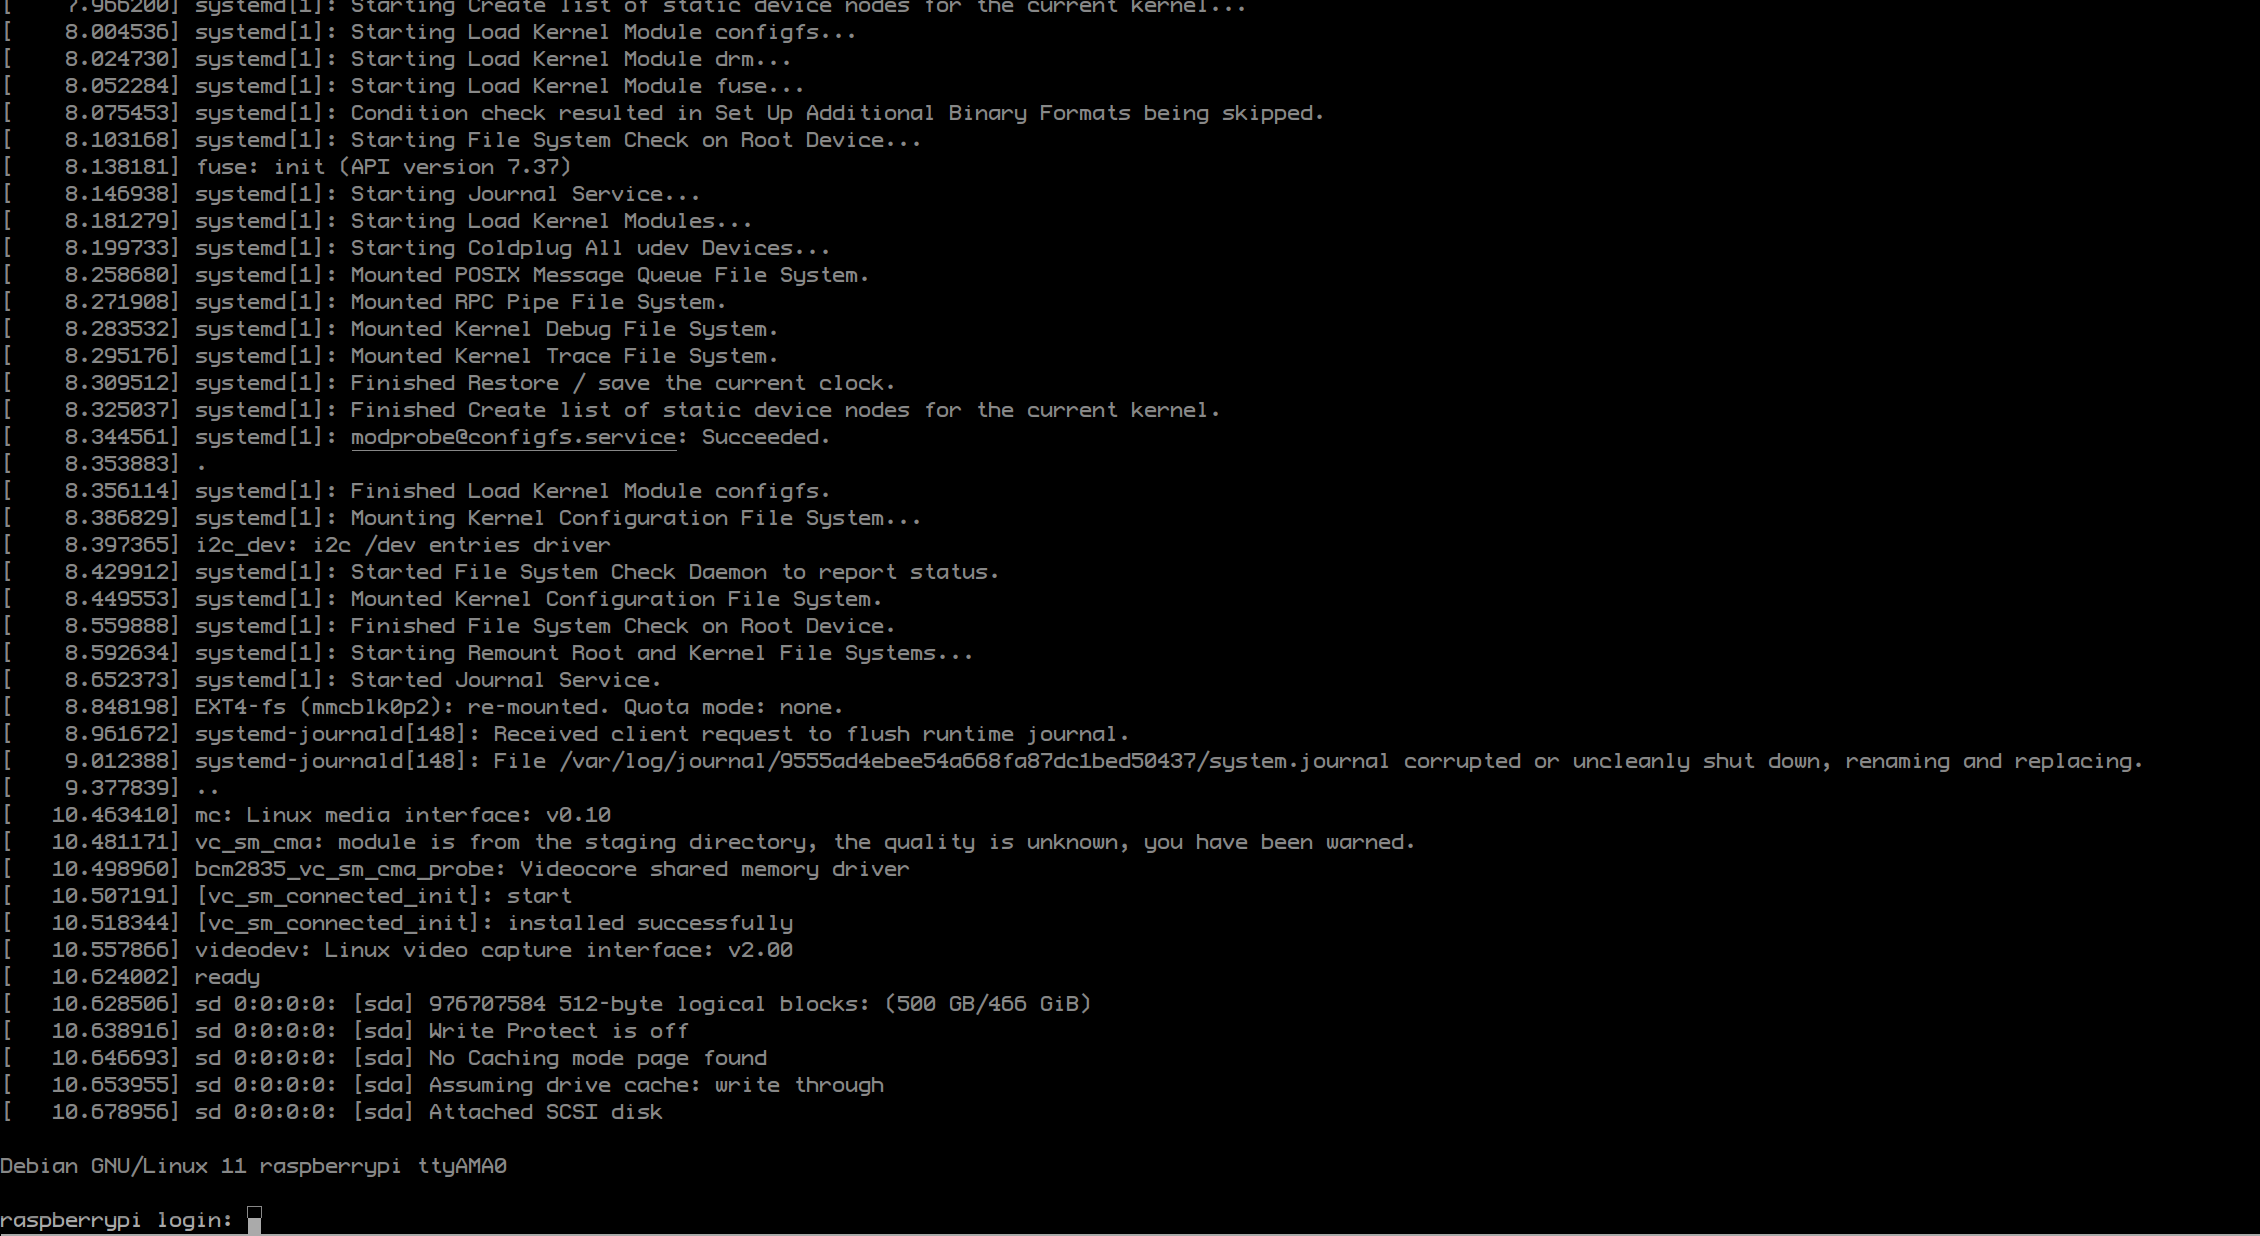 [    7.966200] systemd[1]: Starting Create list of static device nodes for the current kernel...
[    8.004536] systemd[1]: Starting Load Kernel Module configfs...
[    8.024730] systemd[1]: Starting Load Kernel Module drm...
[    8.052284] systemd[1]: Starting Load Kernel Module fuse...
[    8.075453] systemd[1]: Condition check resulted in Set Up Additional Binary Formats being skipped.
[    8.103168] systemd[1]: Starting File System Check on Root Device...
[    8.138181] fuse: init (API version 7.37)
[    8.146938] systemd[1]: Starting Journal Service...
[    8.181279] systemd[1]: Starting Load Kernel Modules...
[    8.199733] systemd[1]: Starting Coldplug All udev Devices...
[    8.258680] systemd[1]: Mounted POSIX Message Queue File System.
[    8.271908] systemd[1]: Mounted RPC Pipe File System.
[    8.283532] systemd[1]: Mounted Kernel Debug File System.
[    8.295176] systemd[1]: Mounted Kernel Trace File System.
[    8.309512] systemd[1]: Finished Restore / save the current clock.
[    8.325037] systemd[1]: Finished Create list of static device nodes for the current kernel.
[    8.344561] systemd[1]: modprobe@configfs.service: Succeeded.
[    8.353883] .
[    8.356114] systemd[1]: Finished Load Kernel Module configfs.
[    8.386829] systemd[1]: Mounting Kernel Configuration File System...
[    8.397365] i2c_dev: i2c /dev entries driver
[    8.429912] systemd[1]: Started File System Check Daemon to report status.
[    8.449553] systemd[1]: Mounted Kernel Configuration File System.
[    8.559888] systemd[1]: Finished File System Check on Root Device.
[    8.592634] systemd[1]: Starting Remount Root and Kernel File Systems...
[    8.652373] systemd[1]: Started Journal Service.
[    8.848198] EXT4-fs (mmcblk0p2): re-mounted. Quota mode: none.
[    8.961672] systemd-journald[148]: Received client request to flush runtime journal.
[    9.012388] systemd-journald[148]: File /var/log/journal/9555ad4ebee54a668fa87dc1bed50437/system.journal corrupted or uncleanly shut down, renaming and replacing.
[    9.377839] ..
[   10.463410] mc: Linux media interface: v0.10
[   10.481171] vc_sm_cma: module is from the staging directory, the quality is unknown, you have been warned.
[   10.498960] bcm2835_vc_sm_cma_probe: Videocore shared memory driver
[   10.507191] [vc_sm_connected_init]: start
[   10.518344] [vc_sm_connected_init]: installed successfully
[   10.557866] videodev: Linux video capture interface: v2.00
[   10.624002] ready
[   10.628506] sd 0:0:0:0: [sda] 976707584 512-byte logical blocks: (500 GB/466 GiB)
[   10.638916] sd 0:0:0:0: [sda] Write Protect is off
[   10.646693] sd 0:0:0:0: [sda] No Caching mode page found
[   10.653955] sd 0:0:0:0: [sda] Assuming drive cache: write through
[   10.678956] sd 0:0:0:0: [sda] Attached SCSI disk
Debian GNU/Linux 11 raspberrypi ttyAMA0
raspberrypi login: